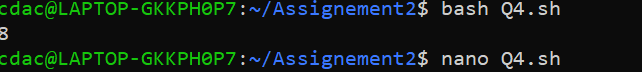 cdac@LAPTOP-GKKPH0P7:~/Assignement2$ bash Q4.sh
8
cdac@LAPTOP-GKKPH0P7:~/Assignement2$ nano Q4.sh